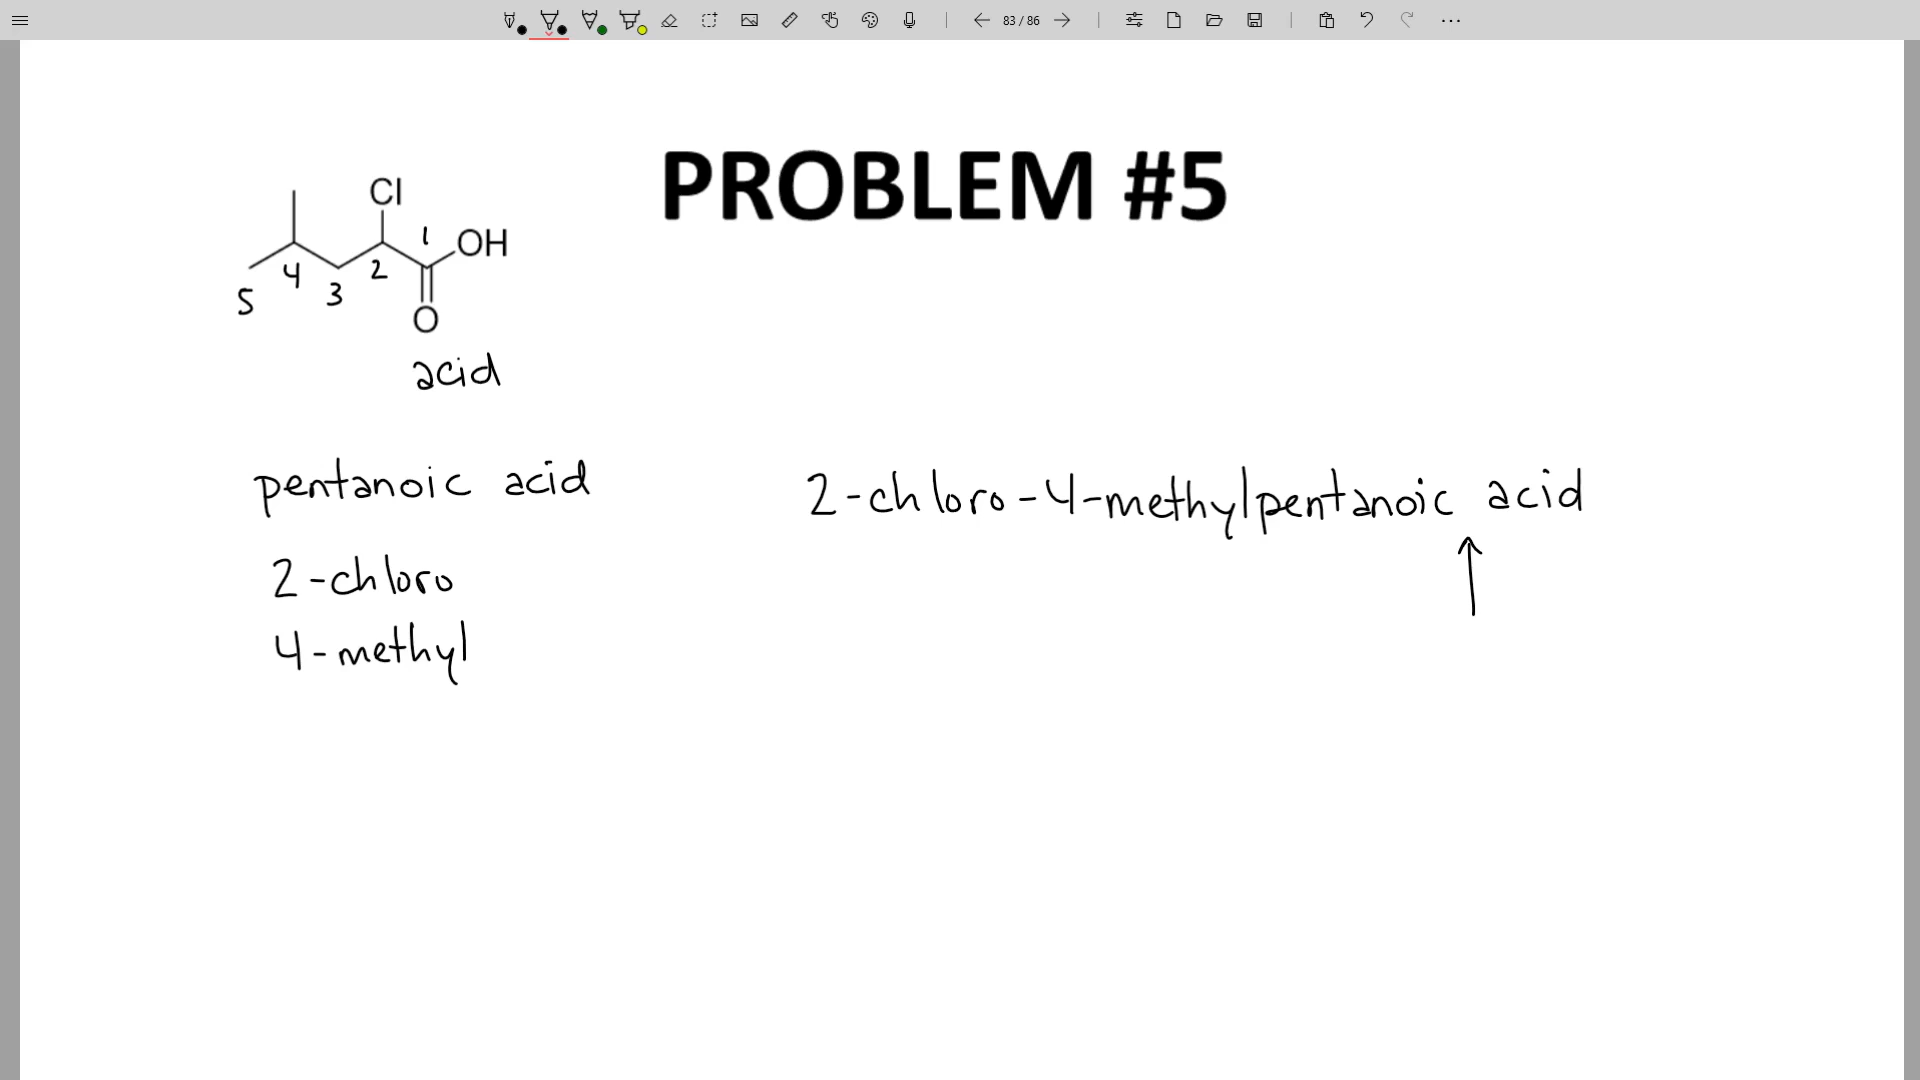 83 / 86
PROBLEM #5
Cl
1
OH
4
2
3
5
O
acid
pentanoic acid
2-chloro-4-methylpentanoic acid
2-chloro
4-methyl